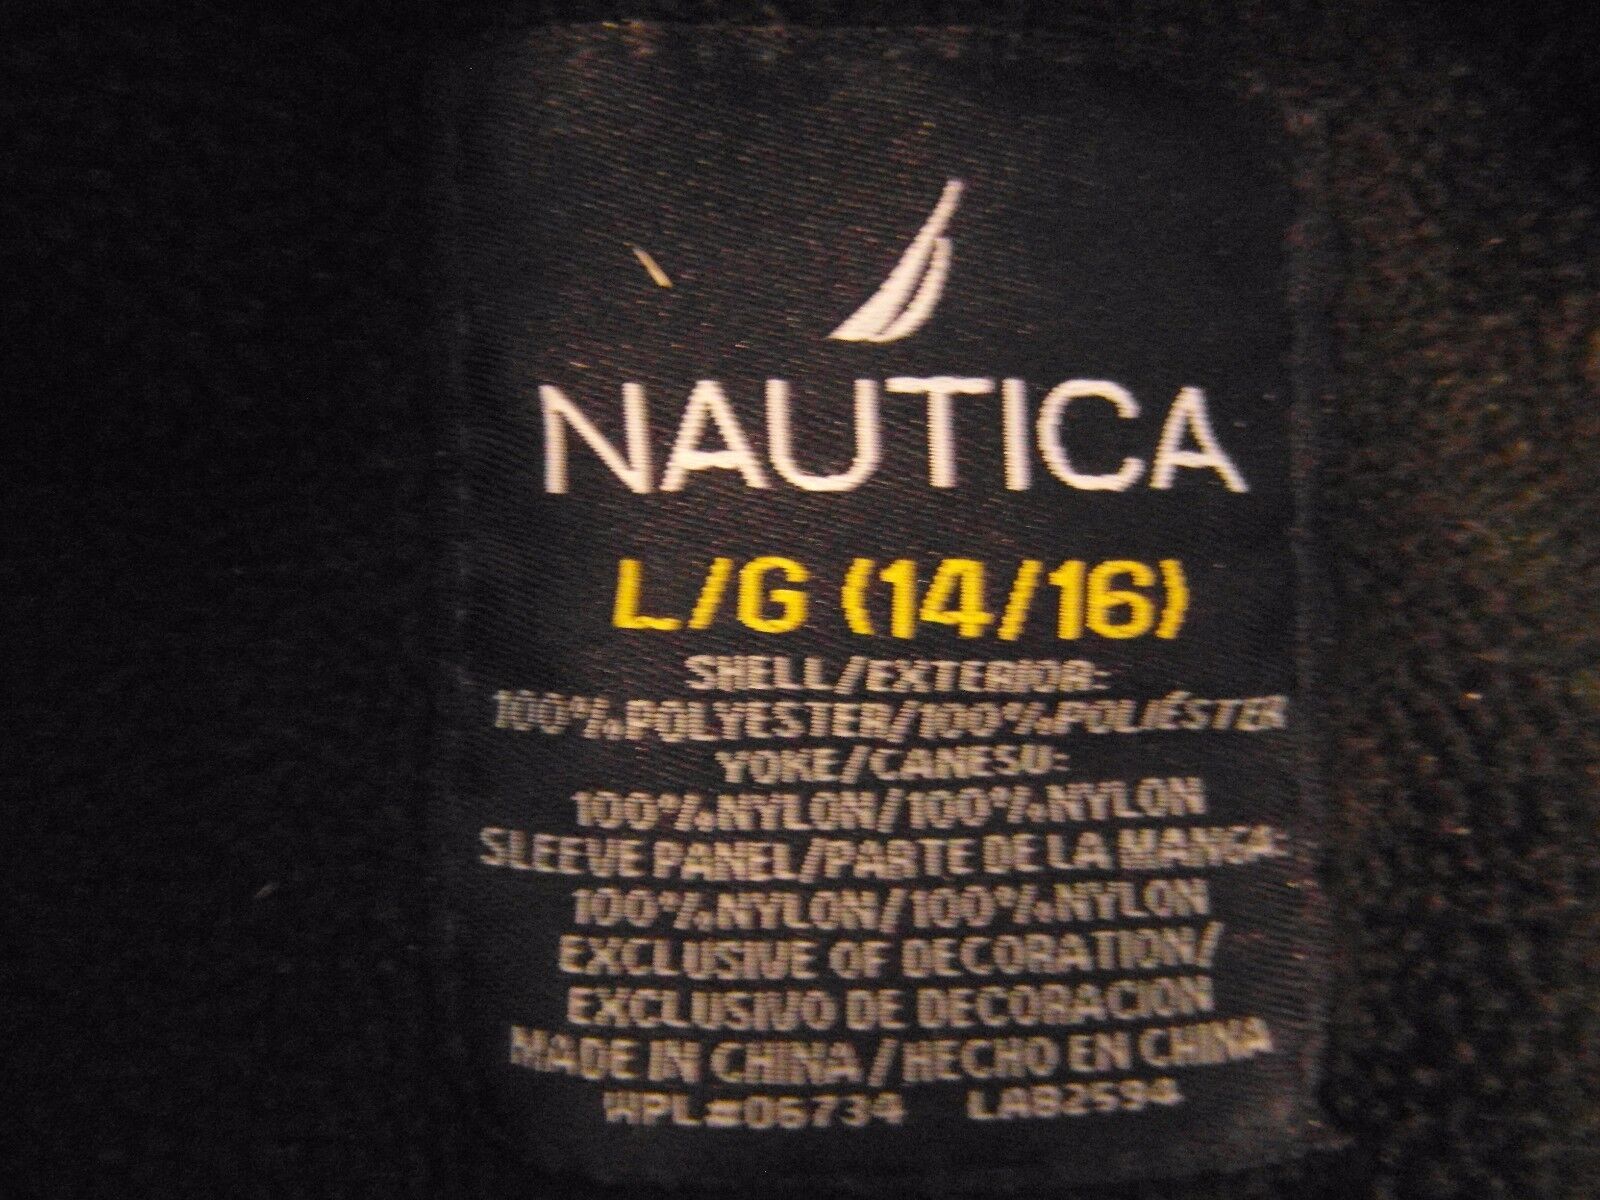 NAUTICA
L/G (14/16)
SHELL/EXTERIOR:
100%POLYESTER/100%POLIÉSTER
YOKE/CANESU:
100%NYLON/100%NYLON
SLEEVE PANEL/PARTE DE LA MANGA:
100%NYLON/100%NYLON
EXCLUSIVE OF DECORATION/
EXCLUSIVO DE DECORACION
MADE IN CHINA/HECHO EN CHINA
WPL#06734 LAB2594